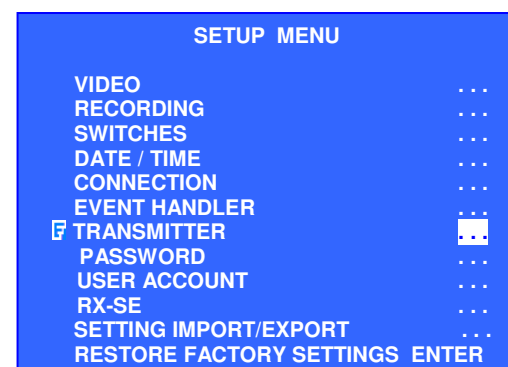 SETUP MENU
VIDEO ...
RECORDING ...
SWITCHES ...
DATE / TIME ...
CONNECTION ...
EVENT HANDLER ...
F TRANSMITTER ...
PASSWORD ...
USER ACCOUNT ...
RX-SE ...
SETTING IMPORT/EXPORT ...
RESTORE FACTORY SETTINGS ENTER